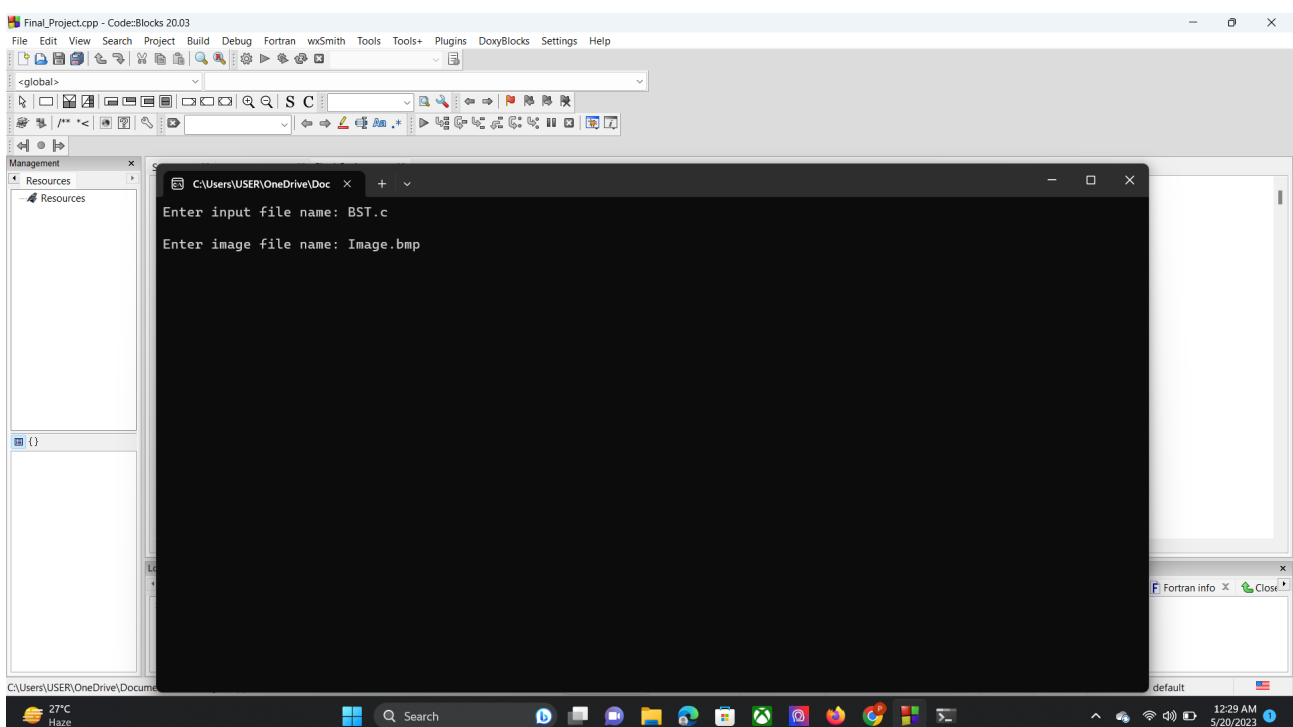 Final_Project.cpp - Code::Blocks 20.03
File Edit View Search Project Build Debug Fortran wxSmith Tools Tools+ Plugins DoxyBlocks Settings Help
<global>
S C
/** *<
Aa .*
Management
Resources
Resources
C:\Users\USER\OneDrive\Doc
Enter input file name: BST.c
Enter image file name: Image.bmp
{}
Fortran info
Close
C:\Users\USER\OneDrive\Docume
default
27°C
Haze
Search
12:29 AM
5/20/2023
1